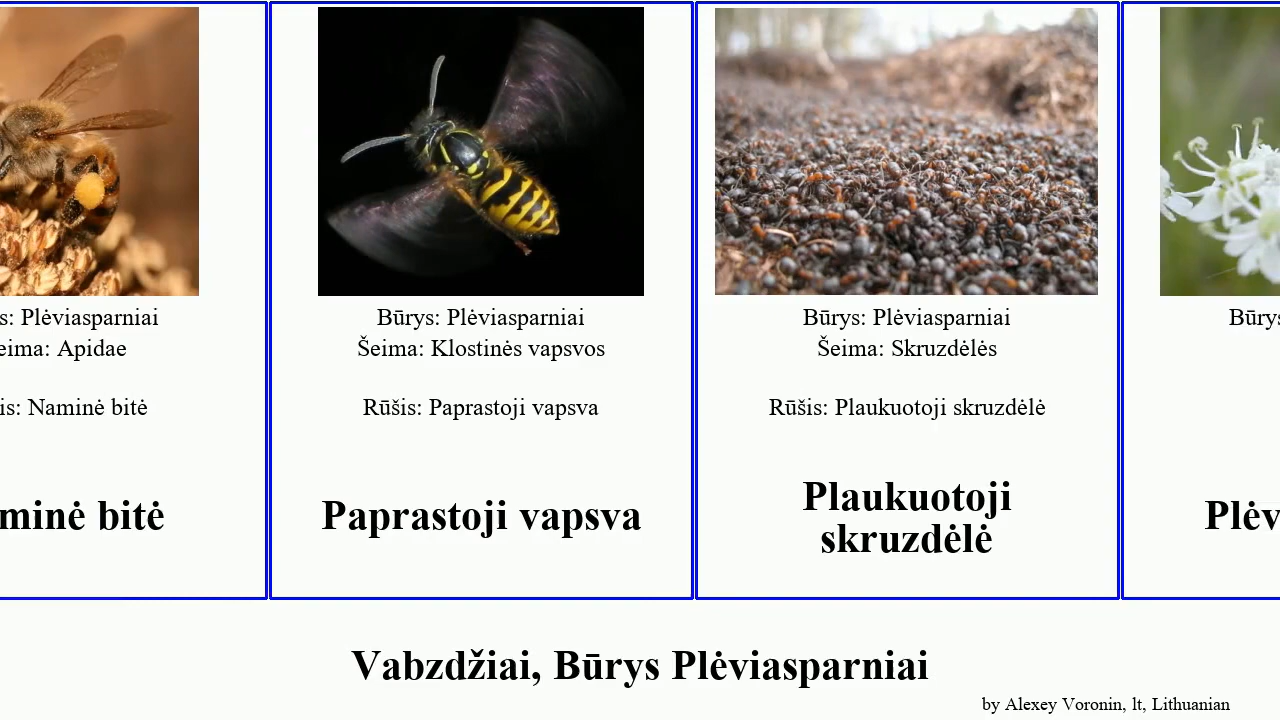 s: Plėviasparniai
eima: Apidae
is: Naminė bitė
minė bitė
Būrys: Plėviasparniai
Šeima: Klostinės vapsvos
Rūšis: Paprastoji vapsva
Paprastoji vapsva
Būrys: Plėviasparniai
Šeima: Skruzdėlės
Rūšis: Plaukuotoji skruzdėlė
Plaukuotoji
skruzdėlė
Būrys
Plėv
Vabzdžiai, Būrys Plėviasparniai
by Alexey Voronin, lt, Lithuanian